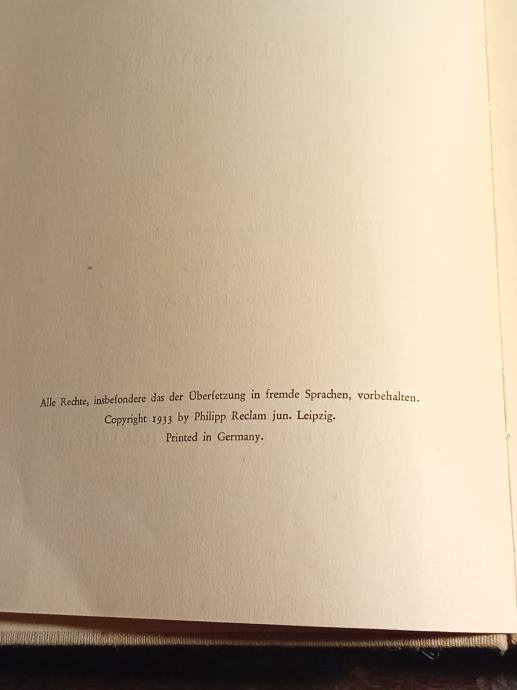 Alle Rechte, insbeſondere das der Überſetzung in fremde Sprachen, vorbehalten.
Copyright 1933 by Philipp Reclam jun. Leipzig.
Printed in Germany.